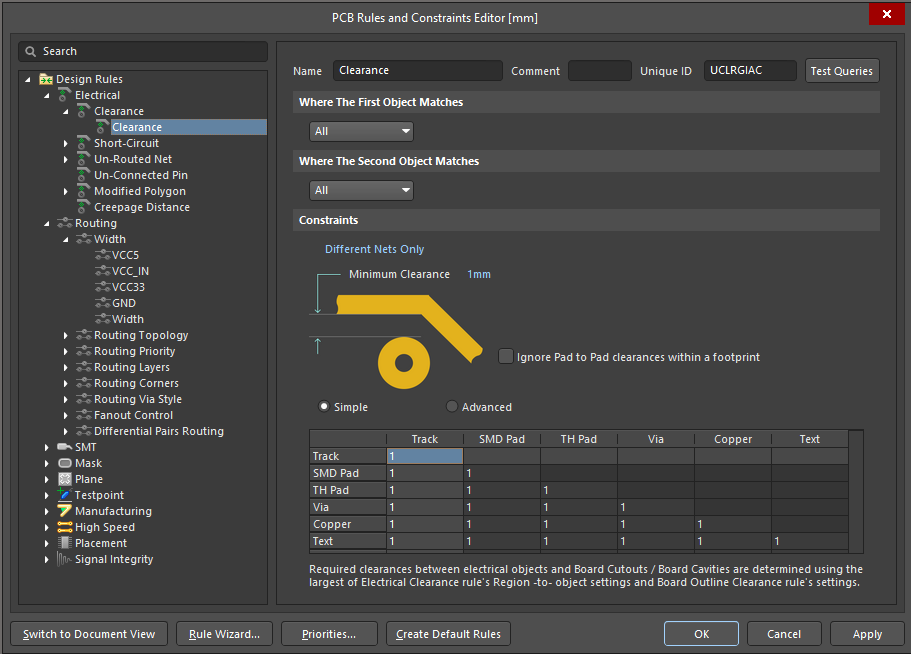 PCB Rules and Constraints Editor [mm]
Search
Design Rules
Electrical
Clearance
Clearance
Short-Circuit
Un-Routed Net
Un-Connected Pin
Modified Polygon
Creepage Distance
Routing
Width
VCC5
VCC_IN
VCC33
GND
Width
Routing Topology
Routing Priority
Routing Layers
Routing Corners
Routing Via Style
Fanout Control
Differential Pairs Routing
SMT
Mask
Plane
Testpoint
Manufacturing
High Speed
Placement
Signal Integrity
Name Clearance Comment Unique ID UCLRGIAC Test Queries
Where The First Object Matches
All
Where The Second Object Matches
All
Constraints
Different Nets Only
Minimum Clearance 1mm
Ignore Pad to Pad clearances within a footprint
Simple Advanced
Track SMD Pad TH Pad Via Copper Text
Track 1
SMD Pad 1 1
TH Pad 1 1 1
Via 1 1 1 1
Copper 1 1 1 1 1
Text 1 1 1 1 1 1
Required clearances between electrical objects and Board Cutouts / Board Cavities are determined using the
largest of Electrical Clearance rule's Region -to- object settings and Board Outline Clearance rule's settings.
Switch to Document View Rule Wizard... Priorities... Create Default Rules OK Cancel Apply